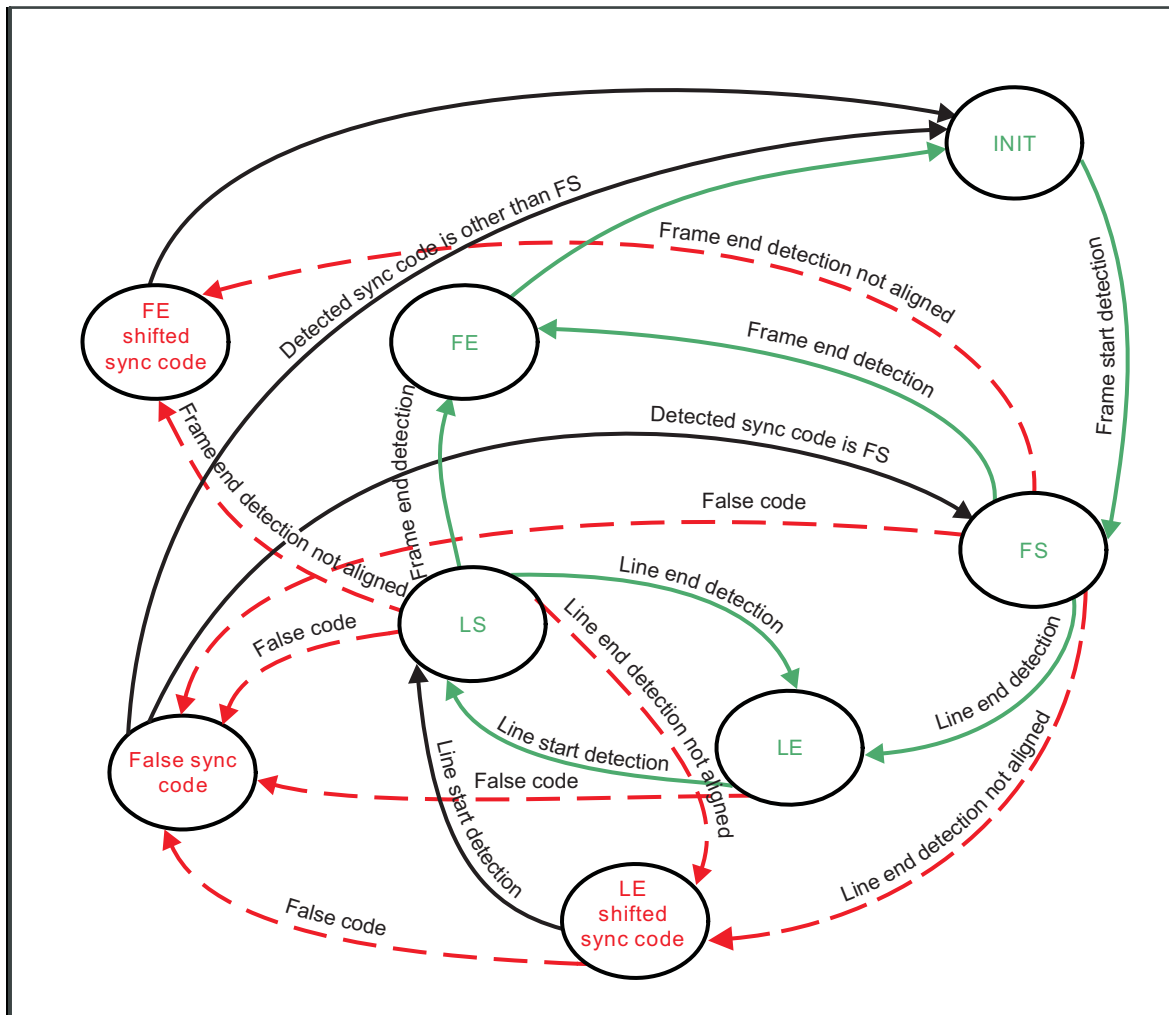 INIT
Detected sync code is other than FS
Frame end detection not aligned
Frame start detection
FE
shifted
sync code
FE
Frame end detection
Detected sync code is FS
Frame end detection not aligned
Frame end detection
False code
FS
LS
Line end detection
False code
Line end detection not aligned
Line end detection
Line start detection
LE
False sync
code
False code
Line start detection
Line end detection not aligned
LE
shifted
sync code
False code